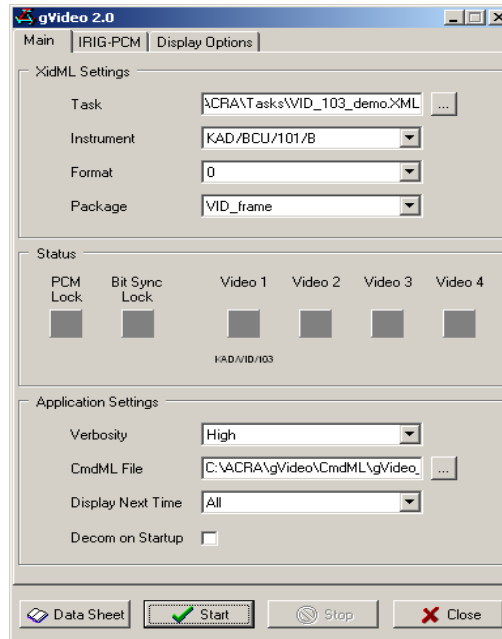 gVideo 2.0
Main IRIG-PCM Display Options
XidML Settings
Task \CRA\Tasks\VID_103_demo.XML ...
Instrument KAD/BCU/101/B
Format 0
Package VID_frame
Status
PCM Lock Bit Sync Lock Video 1 Video 2 Video 3 Video 4
KAD/VID/103
Application Settings
Verbosity High
CmdML File C:\ACRA\gVideo\CmdML\gVideo_ ...
Display Next Time All
Decom on Startup
Data Sheet Start Stop Close